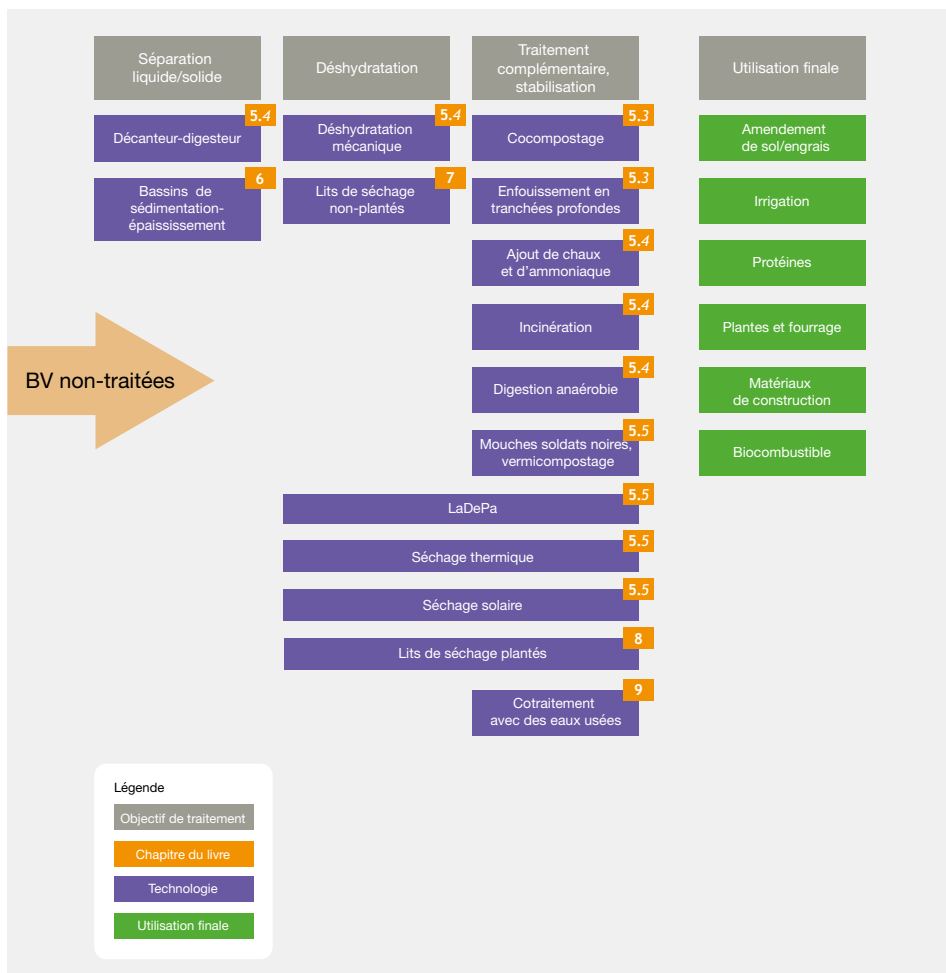 Séparation
liquide/solide
Déshydratation
Traitement
complémentaire,
stabilisation
Utilisation finale
5.4
Décanteur-digesteur
5.4
Déshydratation
mécanique
5.3
Cocompostage
Amendement
de sol/engrais
6
Bassins de
sédimentation-
épaississement
7
Lits de séchage
non-plantés
5.3
Enfouissement en
tranchées profondes
Irrigation
5.4
Ajout de chaux
et d'ammoniaque
Protéines
5.4
Incinération
Plantes et fourrage
BV non-traitées
5.4
Digestion anaérobie
Matériaux
de construction
5.5
Mouches soldats noires,
vermicompostage
Biocombustible
5.5
LaDePa
5.5
Séchage thermique
5.5
Séchage solaire
8
Lits de séchage plantés
9
Cotraitement
avec des eaux usées
Légende
Objectif de traitement
Chapitre du livre
Technologie
Utilisation finale